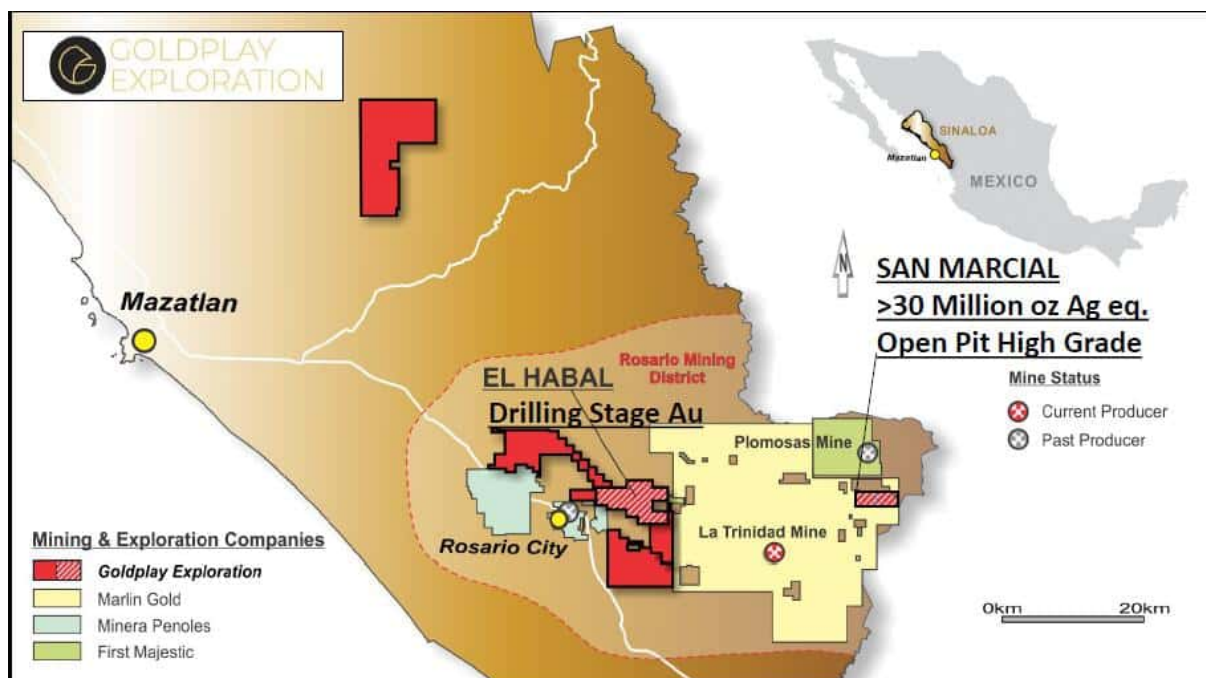 GOLDPLAY
EXPLORATION
SINALOA
Mazatlan
MEXICO
N
SAN MARCIAL
>30 Million oz Ag eq.
Open Pit High Grade
Mazatlan
Rosario Mining
District
EL HABAL
Drilling Stage Au
Mine Status
Current Producer
Past Producer
Plomosas Mine
La Trinidad Mine
Rosario City
Mining & Exploration Companies
Goldplay Exploration
Marlin Gold
Minera Penoles
First Majestic
0km 20km